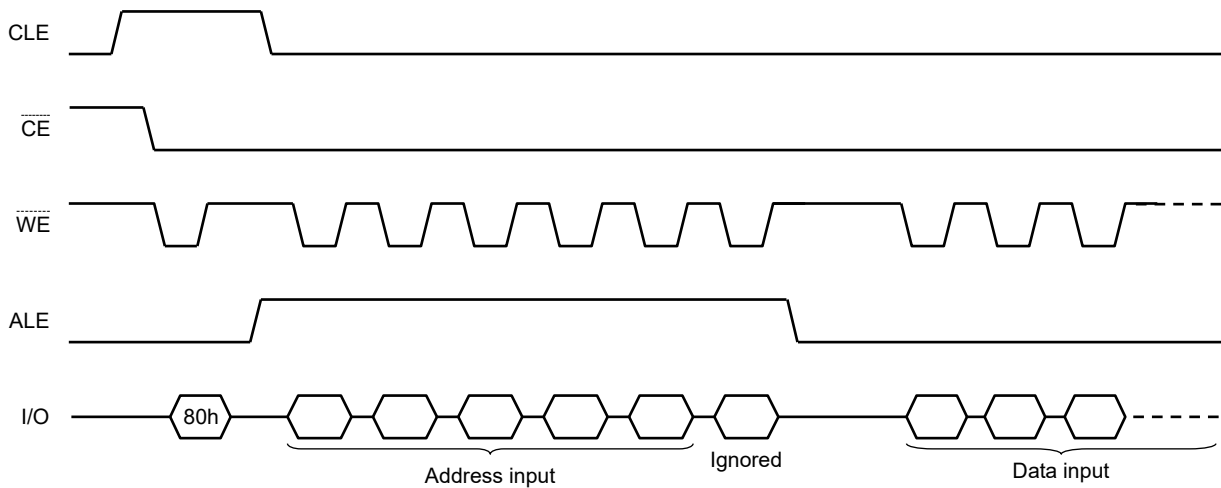 CLE
CE
WE
ALE
I/O
80h
Address input
Ignored
Data input